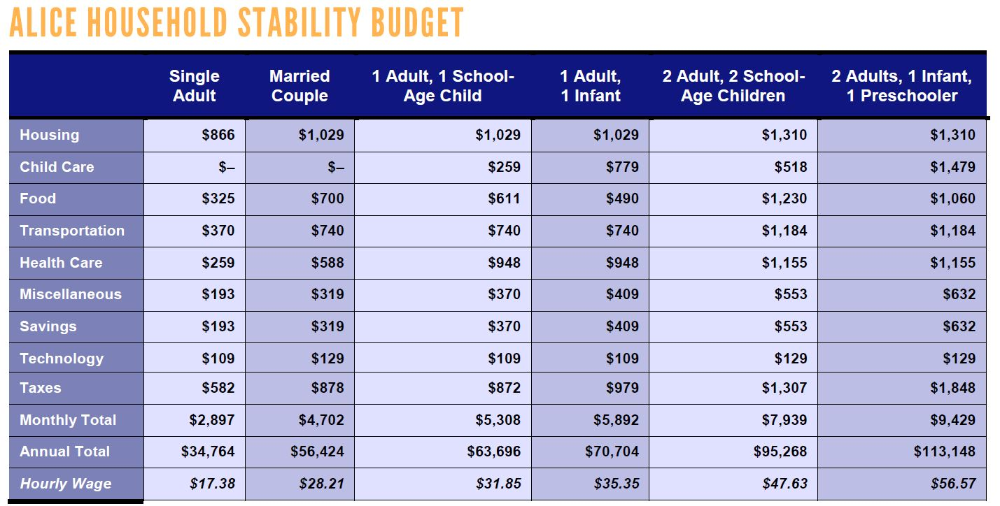 ALICE HOUSEHOLD STABILITY BUDGET
Single Adult Married Couple 1 Adult, 1 School-Age Child 1 Adult, 1 Infant 2 Adult, 2 School-Age Children 2 Adults, 1 Infant, 1 Preschooler
Housing $866 $1,029 $1,029 $1,029 $1,310 $1,310
Child Care $– $– $259 $779 $518 $1,479
Food $325 $700 $611 $490 $1,230 $1,060
Transportation $370 $740 $740 $740 $1,184 $1,184
Health Care $259 $588 $948 $948 $1,155 $1,155
Miscellaneous $193 $319 $370 $409 $553 $632
Savings $193 $319 $370 $409 $553 $632
Technology $109 $129 $109 $109 $129 $129
Taxes $582 $878 $872 $979 $1,307 $1,848
Monthly Total $2,897 $4,702 $5,308 $5,892 $7,939 $9,429
Annual Total $34,764 $56,424 $63,696 $70,704 $95,268 $113,148
Hourly Wage $17.38 $28.21 $31.85 $35.35 $47.63 $56.57